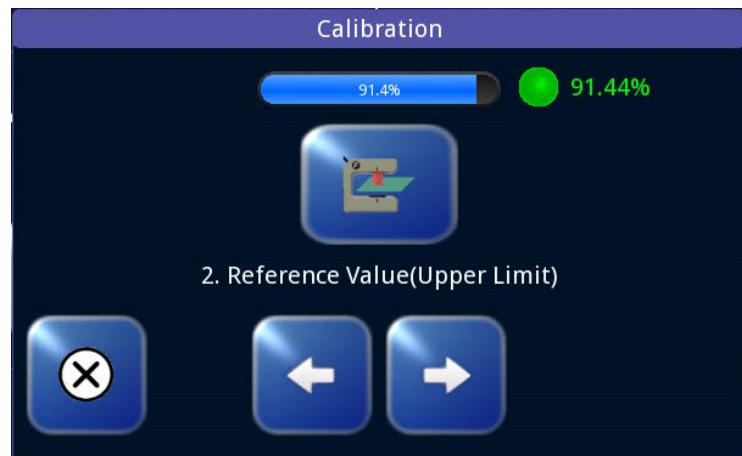 Calibration
91.4%
91.44%
2. Reference Value(Upper Limit)